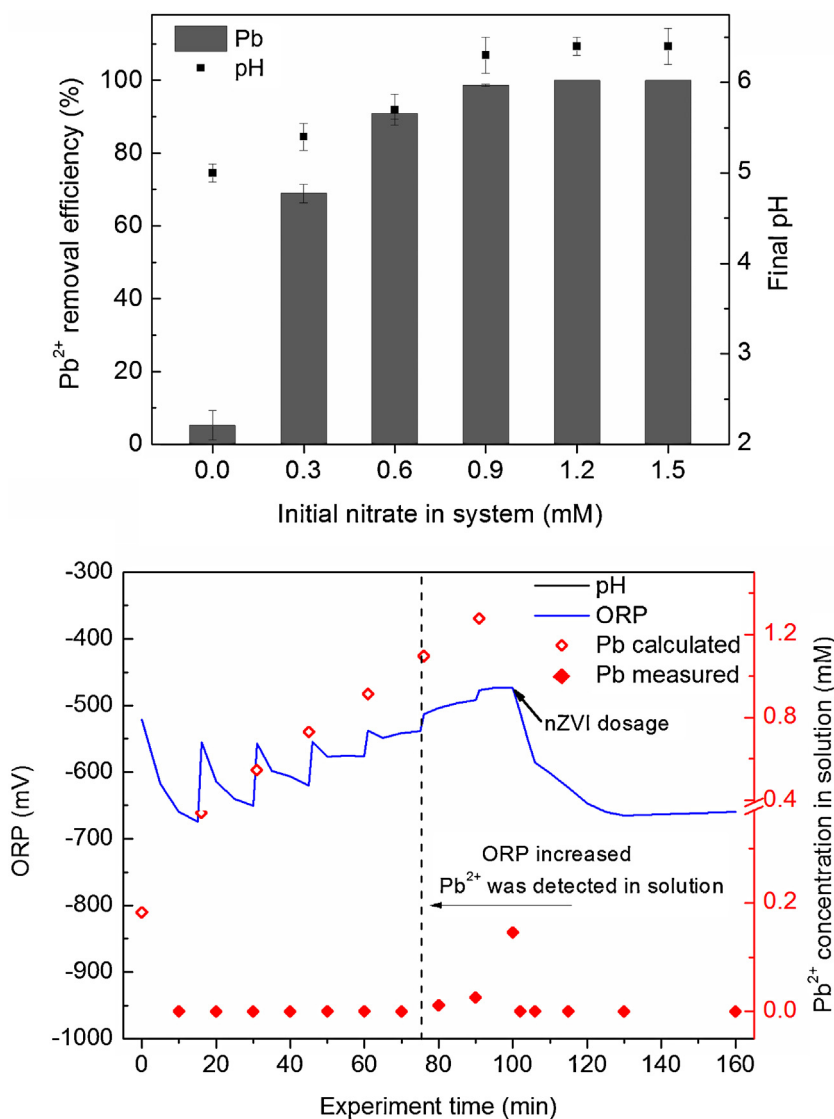 Pb
pH
Pb2+ removal efficiency (%)
100
80
60
40
20
0
6
5
4
3
2
Final pH
0.0 0.3 0.6 0.9 1.2 1.5
Initial nitrate in system (mM)
-300
-400
-500
-600
-700
-800
-900
-1000
ORP (mV)
pH
ORP
Pb calculated
Pb measured
nZVI dosage
ORP increased
Pb2+ was detected in solution
1.2
0.8
0.4
0.2
0.0
Pb2+ concentration in solution (mM)
0 20 40 60 80 100 120 140 160
Experiment time (min)